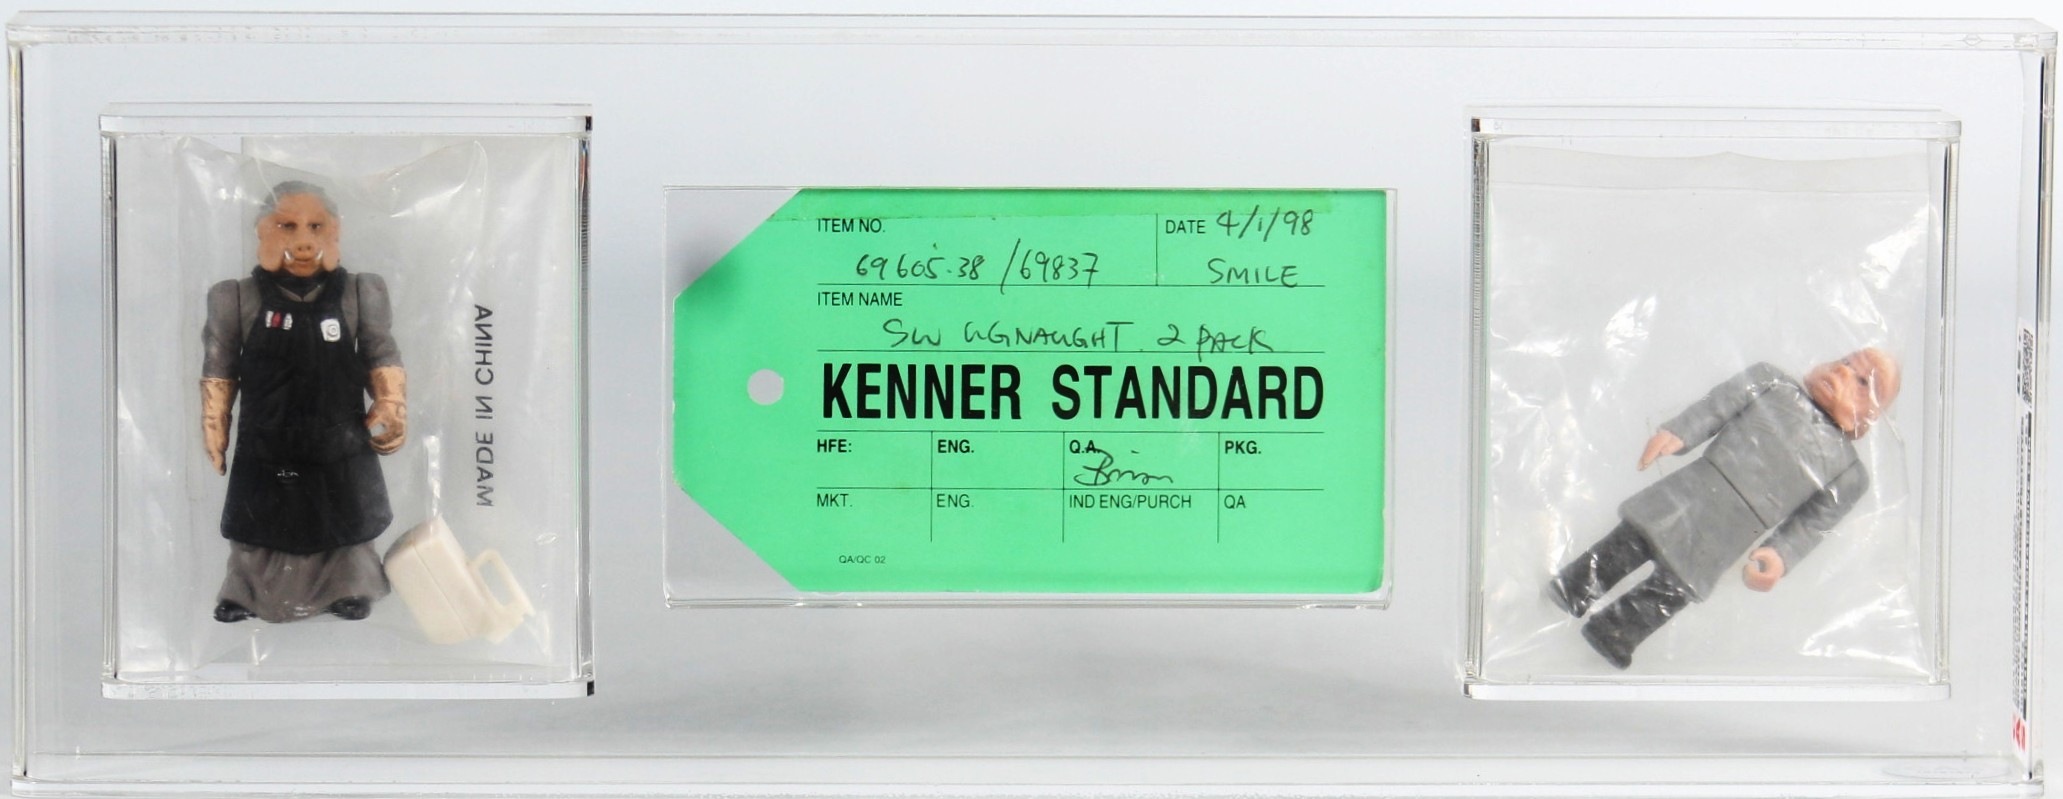 MADE IN CHINA
ITEM NO.
69605.38 / 69837
DATE 4/1/98
SMILE
ITEM NAME
SW UGNAUGHT 2 PACK
KENNER STANDARD
HFE: ENG. Q.A. PKG.
Brian
MKT. ENG. IND ENG/PURCH QA
QA/QC 02